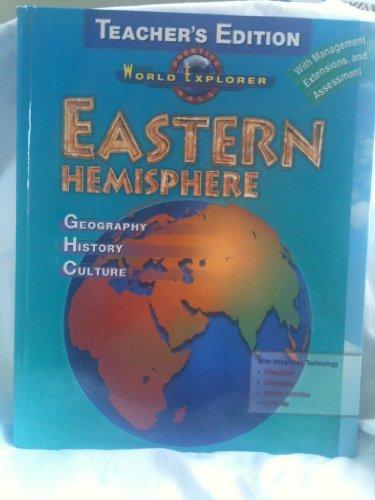 TEACHER'S EDITION
PRENTICE
WORLD EXPLORER
HALL
With Management,
Extensions, and
Assessment
EASTERN
HEMISPHERE
GEOGRAPHY
HISTORY
CULTURE
With Integrated Technology
• Activities